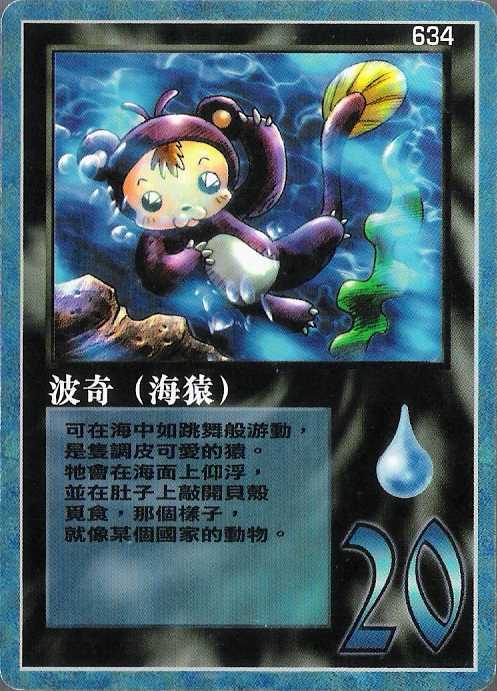 634
波奇（海猿）
可在海中如跳舞般游動，
是隻調皮可愛的猿。
牠會在海面上仰浮，
並在肚子上敲開貝殼
覓食，那個樣子，
就像某個國家的動物。
20